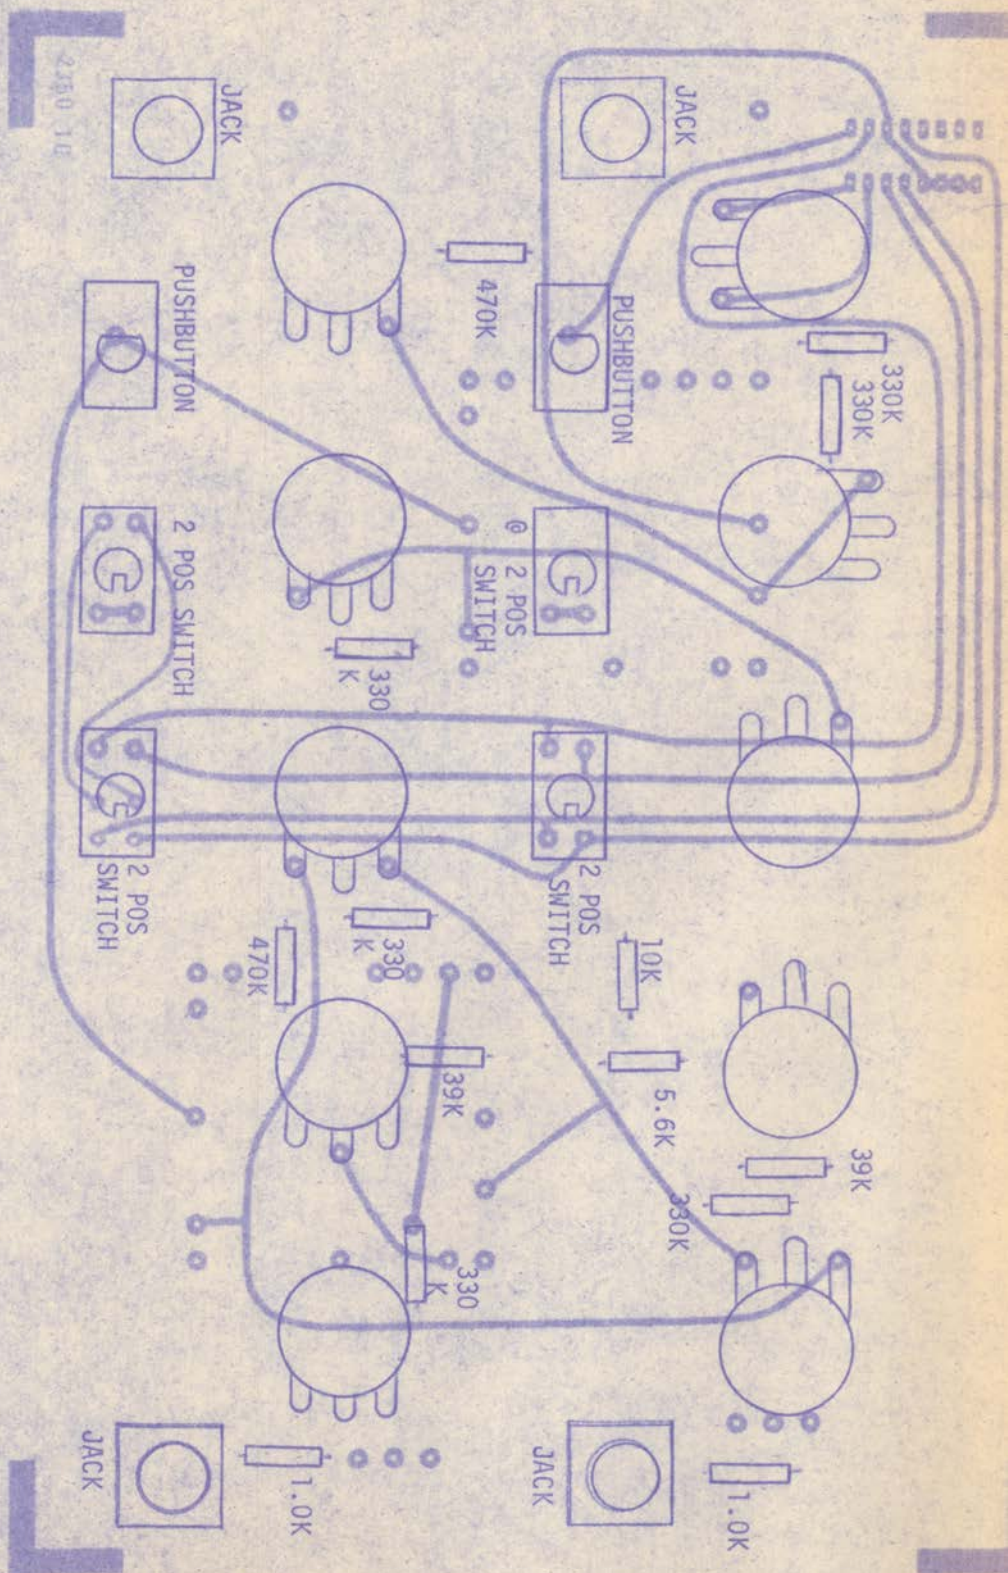 JACK
JACK
PUSHBUTTON
470K
PUSHBUTTON
330K
330K
2 POS SWITCH
@ 2 POS
SWITCH
330
K
2 POS
SWITCH
330
K
2 POS
SWITCH
470K
10K
39K
5.6K
39K
330K
330
K
JACK
1.0K
JACK
1.0K